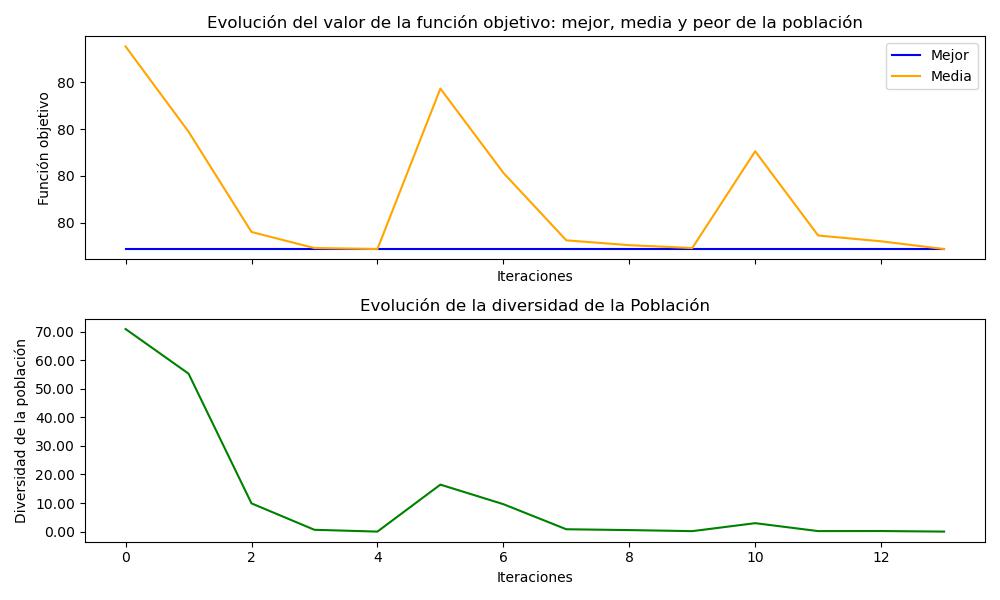 Evolución del valor de la función objetivo: mejor, media y peor de la población
Función objetivo
80
80
80
80
Mejor
Media
Iteraciones
Evolución de la diversidad de la Población
Diversidad de la población
70.00
60.00
50.00
40.00
30.00
20.00
10.00
0.00
0 2 4 6 8 10 12
Iteraciones